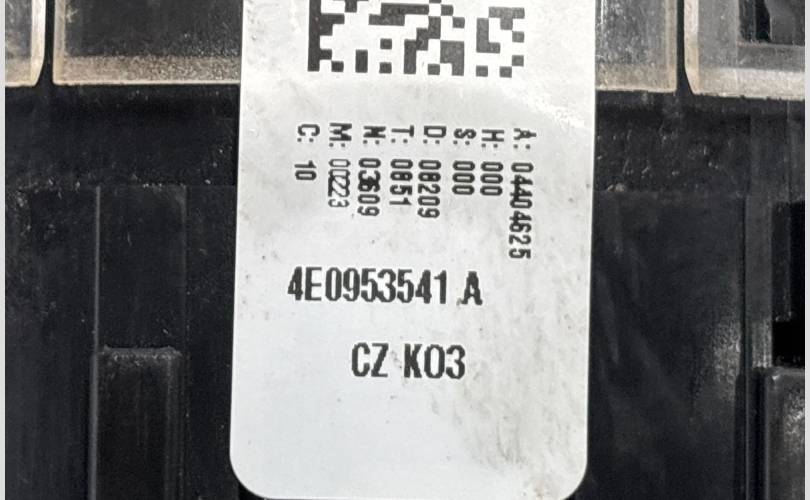 A: 04404625
H: 000
S: 000
D: 08209
T: 0851
N: 03609
M: 00223
C: 10
4E0953541 A
CZ K03